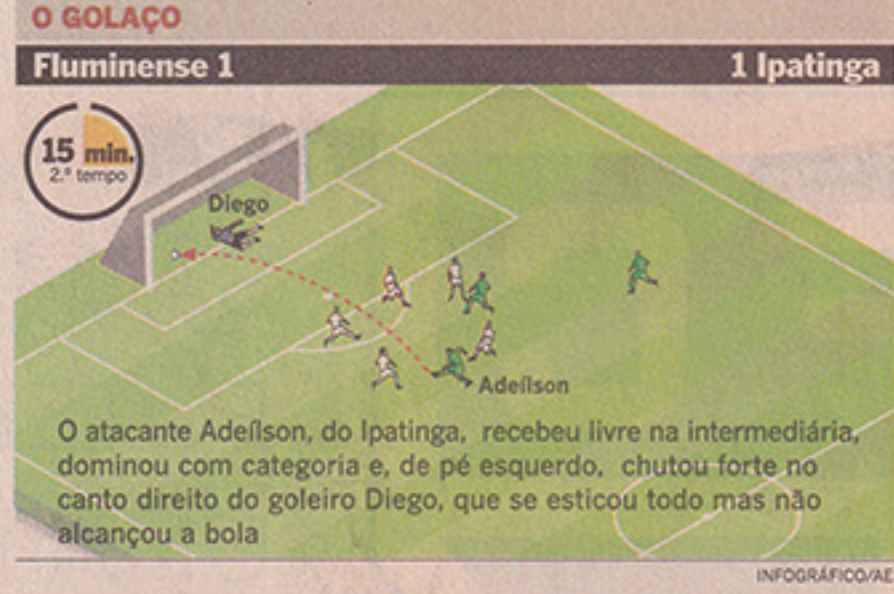 O GOLAÇO
Fluminense 1
1 Ipatinga
15 min.
2.º tempo
Diego
Adeílson
O atacante Adeílson, do Ipatinga, recebeu livre na intermediária,
dominou com categoria e, de pé esquerdo, chutou forte no
canto direito do goleiro Diego, que se esticou todo mas não
alcançou a bola
INFOGRÁFICO/AE